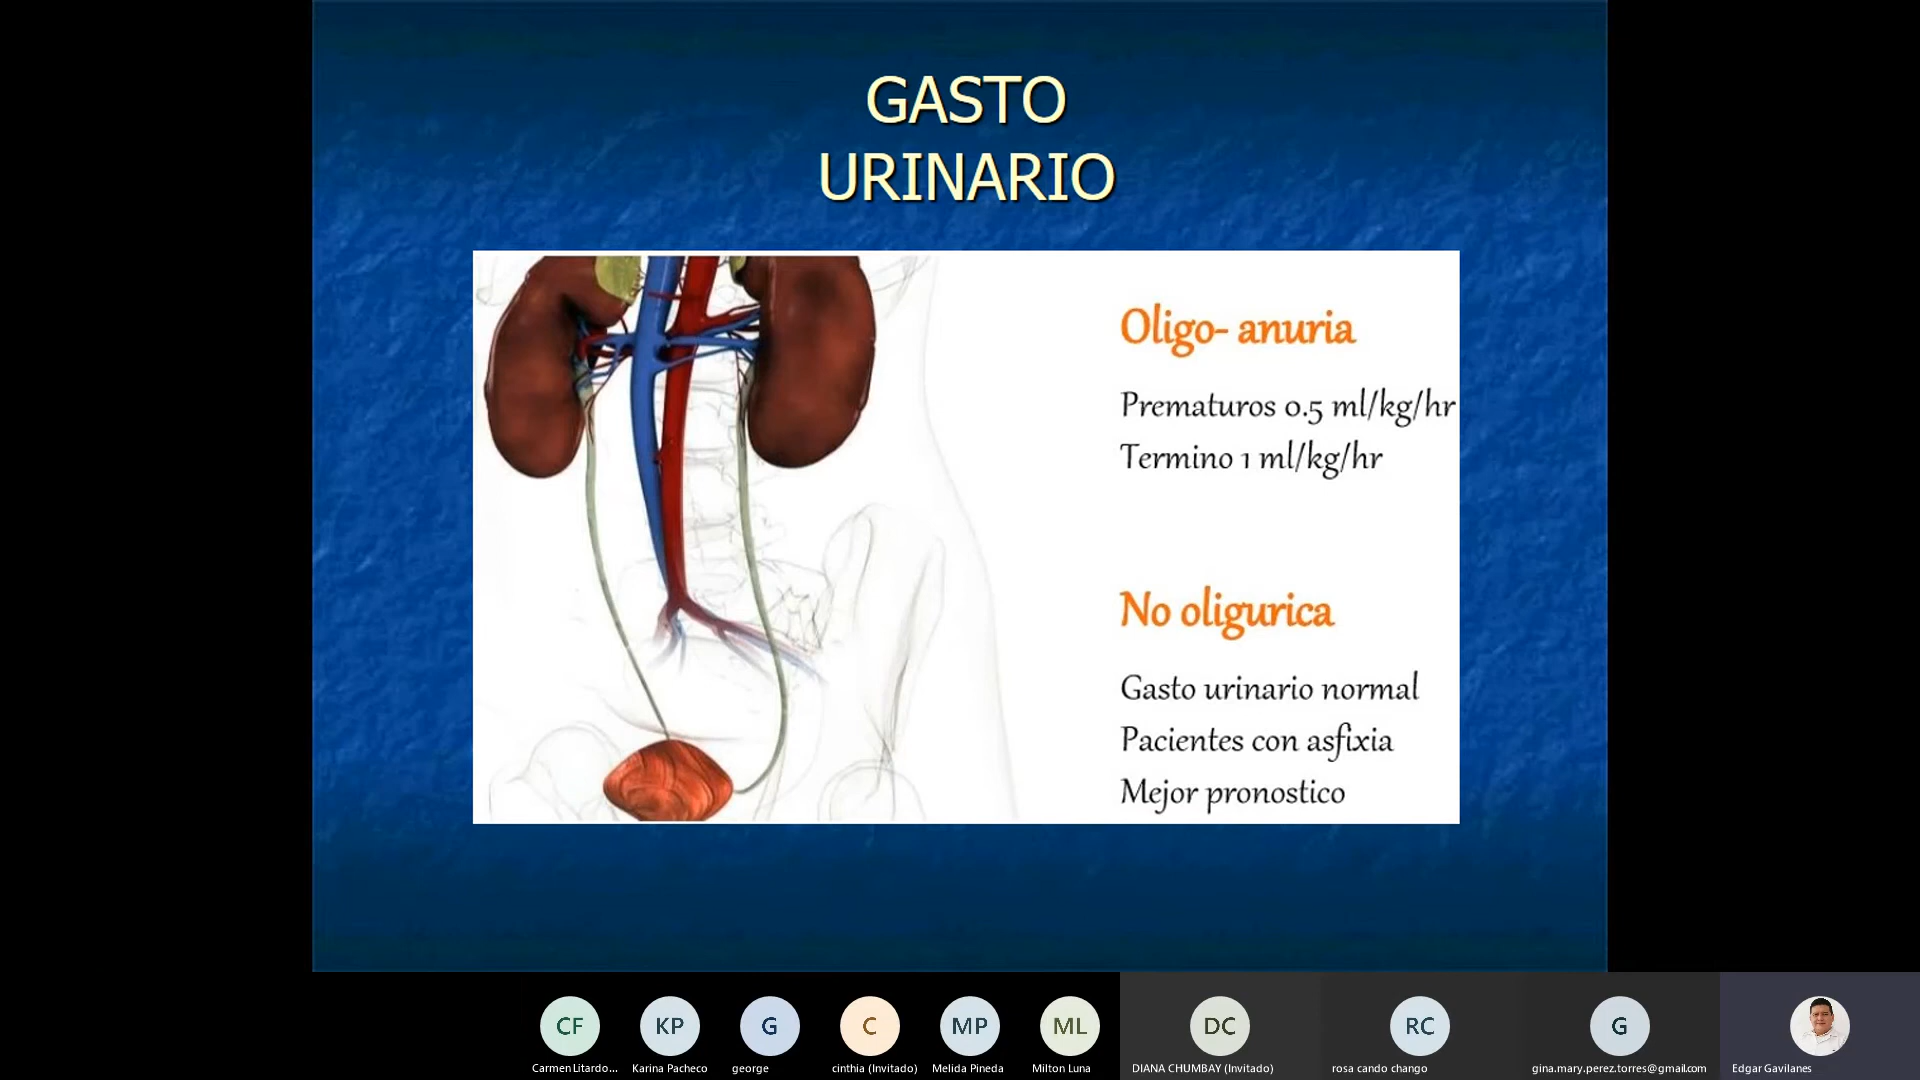 GASTO
URINARIO
Oligo- anuria
Prematuros 0.5 ml/kg/hr
Termino 1 ml/kg/hr
No oligurica
Gasto urinario normal
Pacientes con asfixia
Mejor pronostico
CF
KP
G
C
MP
ML
DC
RC
G
Carmen Litardo...
Karina Pacheco
george
cinthia (Invitado)
Melida Pineda
Milton Luna
DIANA CHUMBAY (Invitado)
rosa cando chango
gina.mary.perez.torres@gmail.com
Edgar Gavilanes